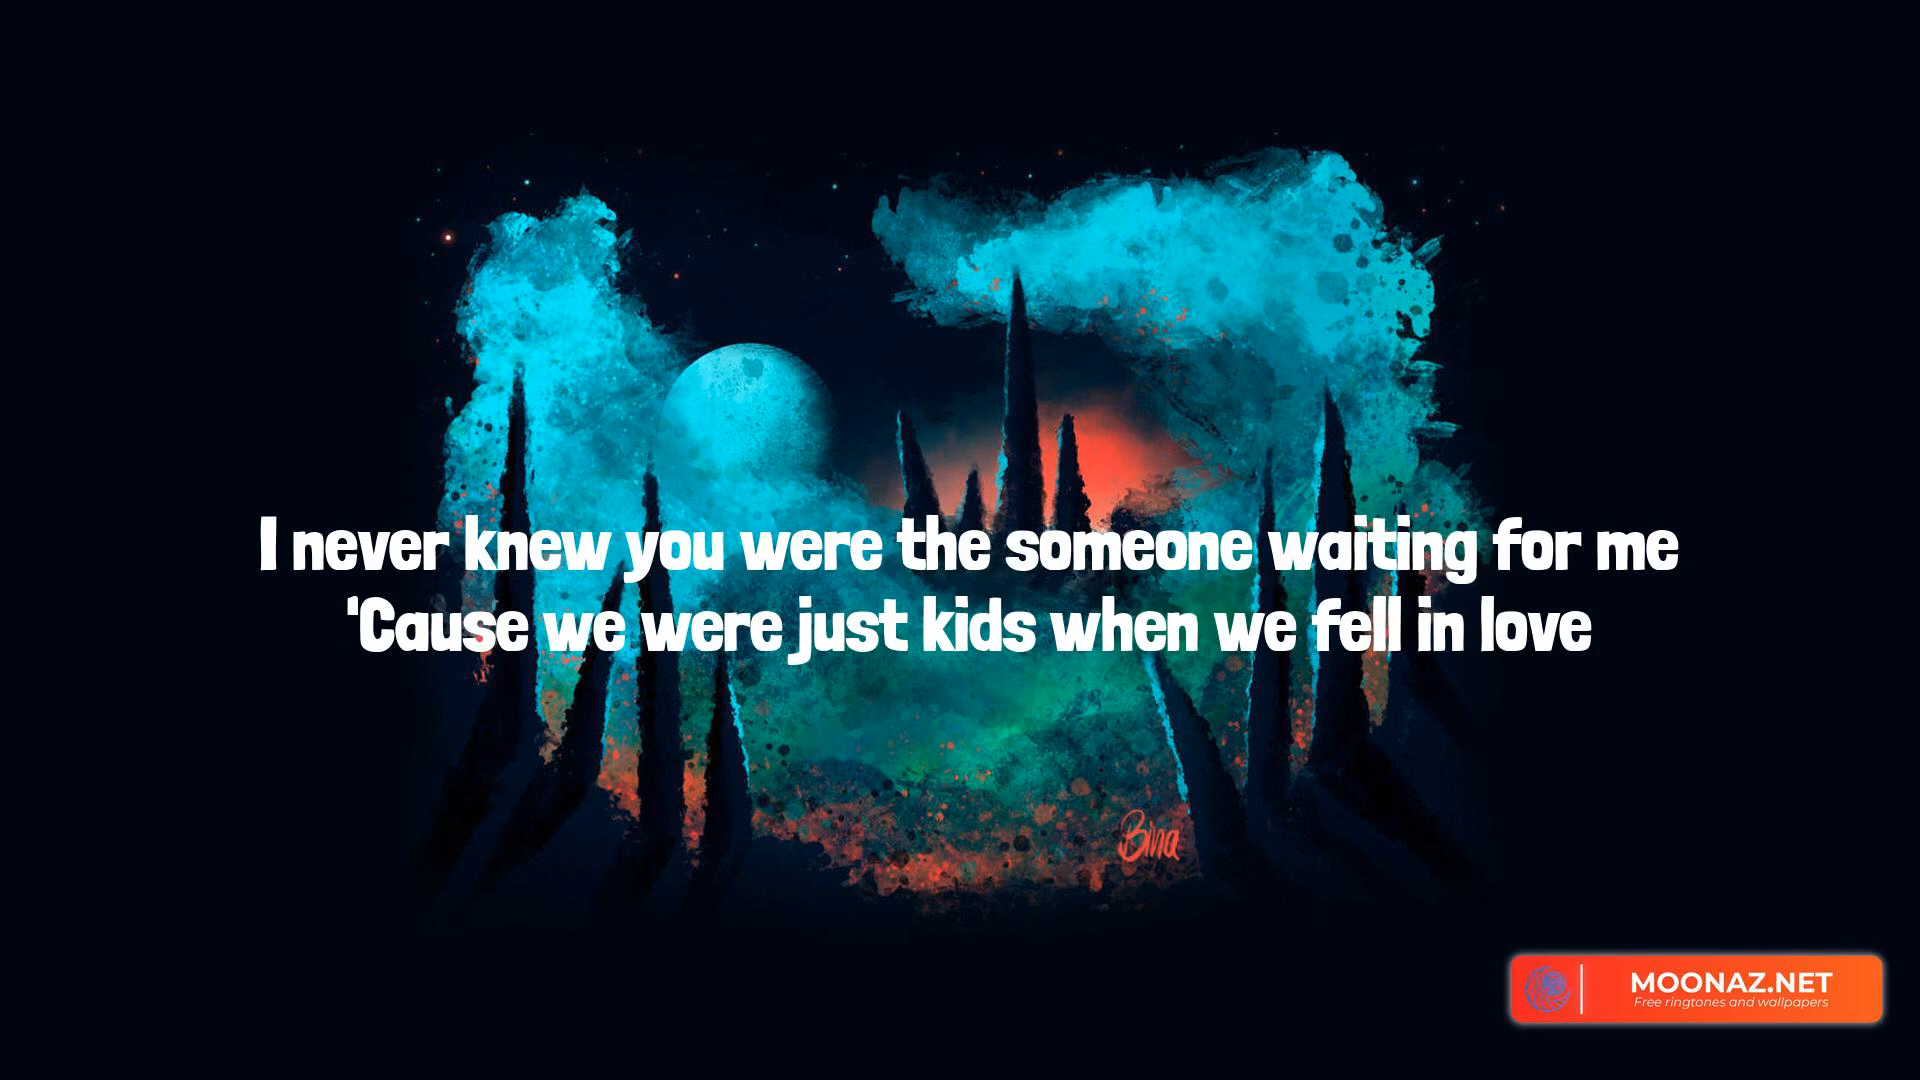 I never knew you were the someone waiting for me
'Cause we were just kids when we fell in love
Bina
MOONAZ.NET
Free ringtones and wallpapers